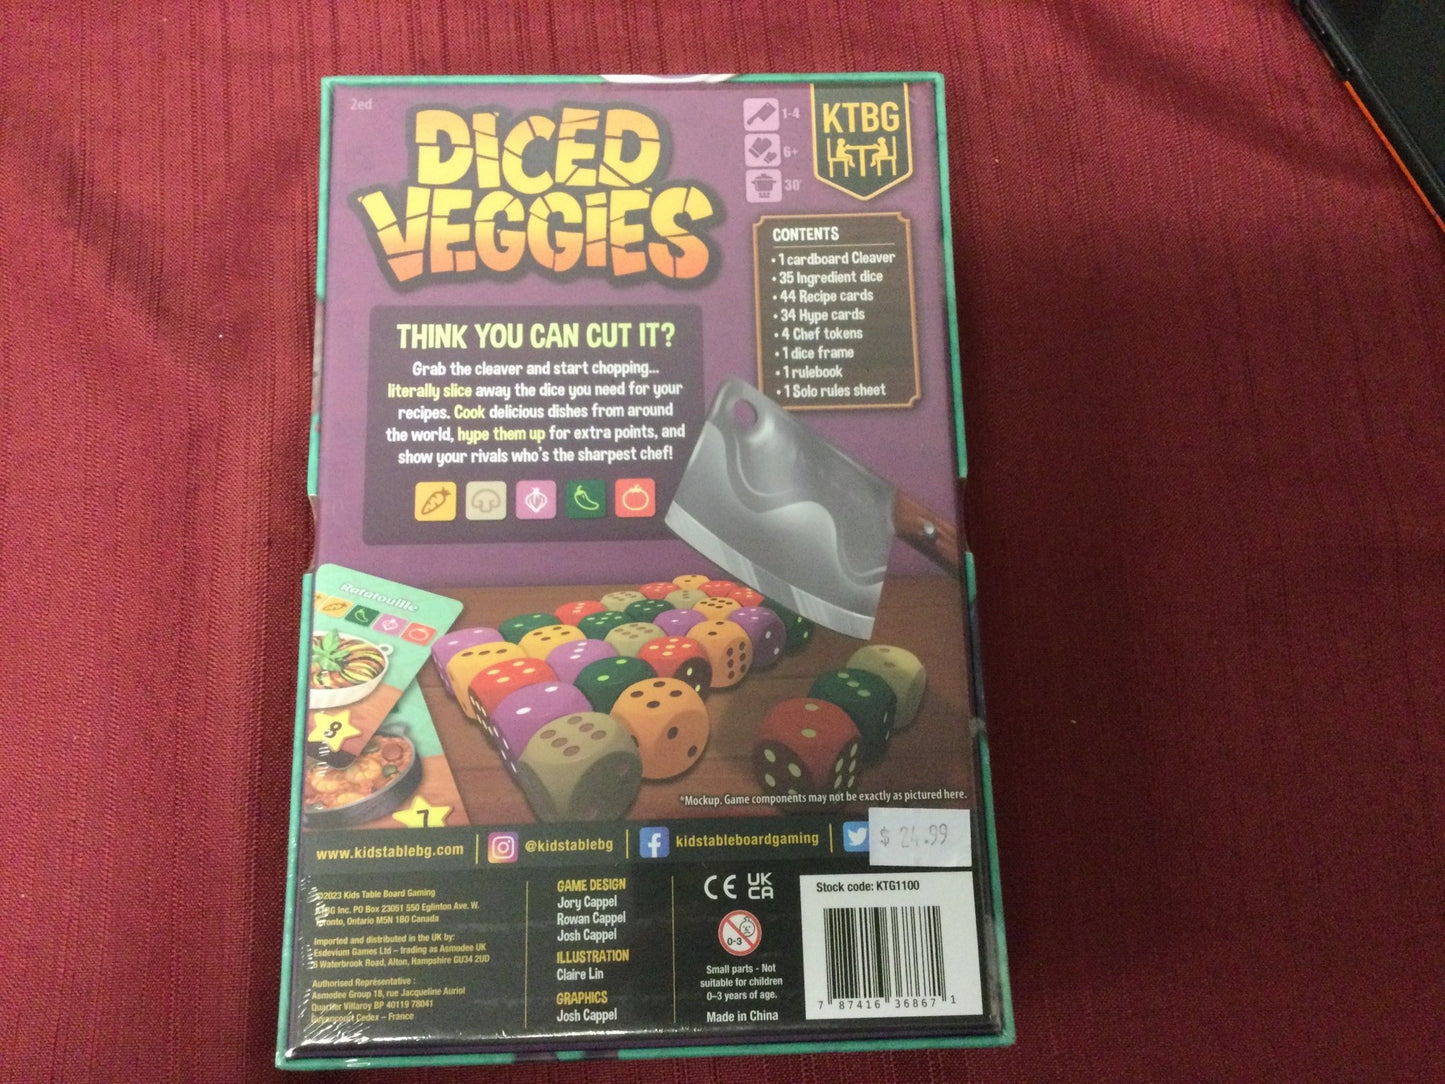 2ed
DICED
VEGGIES
1-4
6+
30'
KTBG
CONTENTS
• 1 cardboard Cleaver
• 35 Ingredient dice
• 44 Recipe cards
• 34 Hype cards
• 4 Chef tokens
• 1 dice frame
• 1 rulebook
• 1 Solo rules sheet
THINK YOU CAN CUT IT?
Grab the cleaver and start chopping...
literally slice away the dice you need for your
recipes. Cook delicious dishes from around
the world, hype them up for extra points, and
show your rivals who's the sharpest chef!
Ratatouille
9
7
*Mockup. Game components may not be exactly as pictured here.
www.kidstablebg.com
@kidstablebg
kidstableboardgaming
$ 24.99
©2023 Kids Table Board Gaming
KTBG Inc. PO Box 23051 550 Eglinton Ave. W.
Toronto, Ontario M5N 1B0 Canada
Imported and distributed in the UK by:
Esdevium Games Ltd – trading as Asmodee UK
6 Waterbrook Road, Alton, Hampshire GU34 2UD
Authorised Representative :
Asmodee Group 18, rue Jacqueline Auriol
Quartier Villaroy BP 40119 78041
Guyancourt Cedex – France
GAME DESIGN
Jory Cappel
Rowan Cappel
Josh Cappel
ILLUSTRATION
Claire Lin
GRAPHICS
Josh Cappel
CE UK
CA
0-3
Small parts - Not
suitable for children
0–3 years of age.
Made in China
Stock code: KTG1100
7 87416 36867 1